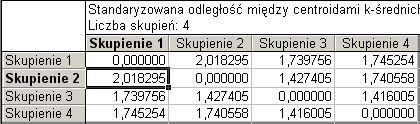 Standaryzowana odległość między centroidami k-średnich
Liczba skupień: 4
Skupienie 1 Skupienie 2 Skupienie 3 Skupienie 4
Skupienie 1 0,000000 2,018295 1,739756 1,745254
Skupienie 2 2,018295 0,000000 1,427405 1,740558
Skupienie 3 1,739756 1,427405 0,000000 1,416005
Skupienie 4 1,745254 1,740558 1,416005 0,000000